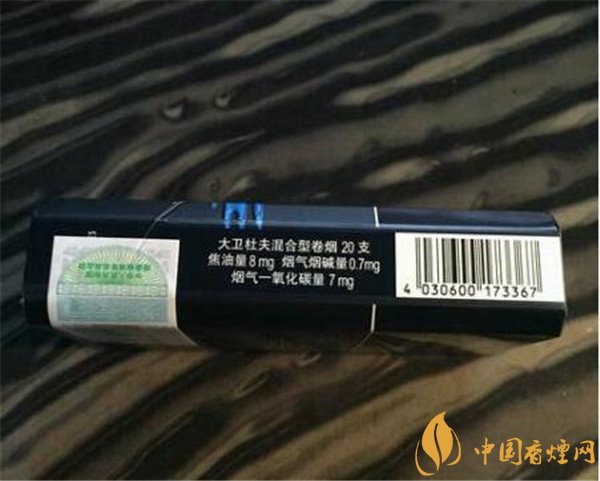 大卫杜夫混合型卷烟 20 支
焦油量 8 mg 烟气烟碱量 0.7mg
烟气一氧化碳量 7 mg
4 030600 173367
中国香煙网